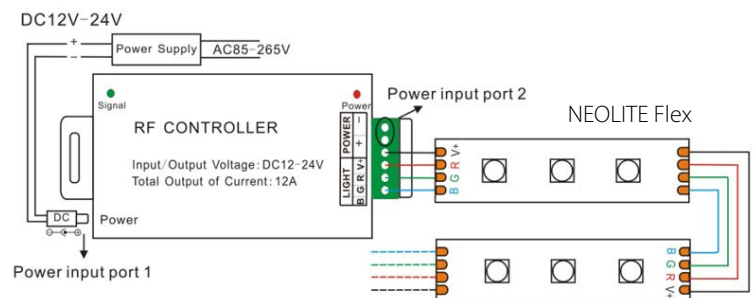 DC12V-24V
+
-
Power Supply
AC85-265V
Signal
Power
Power input port 2
NEOLITE Flex
RF CONTROLLER
Input/Output Voltage:DC12-24V
Total Output of Current:12A
POWER
+ -
LIGHT
B G R V+
V+
R
G
B
DC
Power
Power input port 1
B
G
R
V+